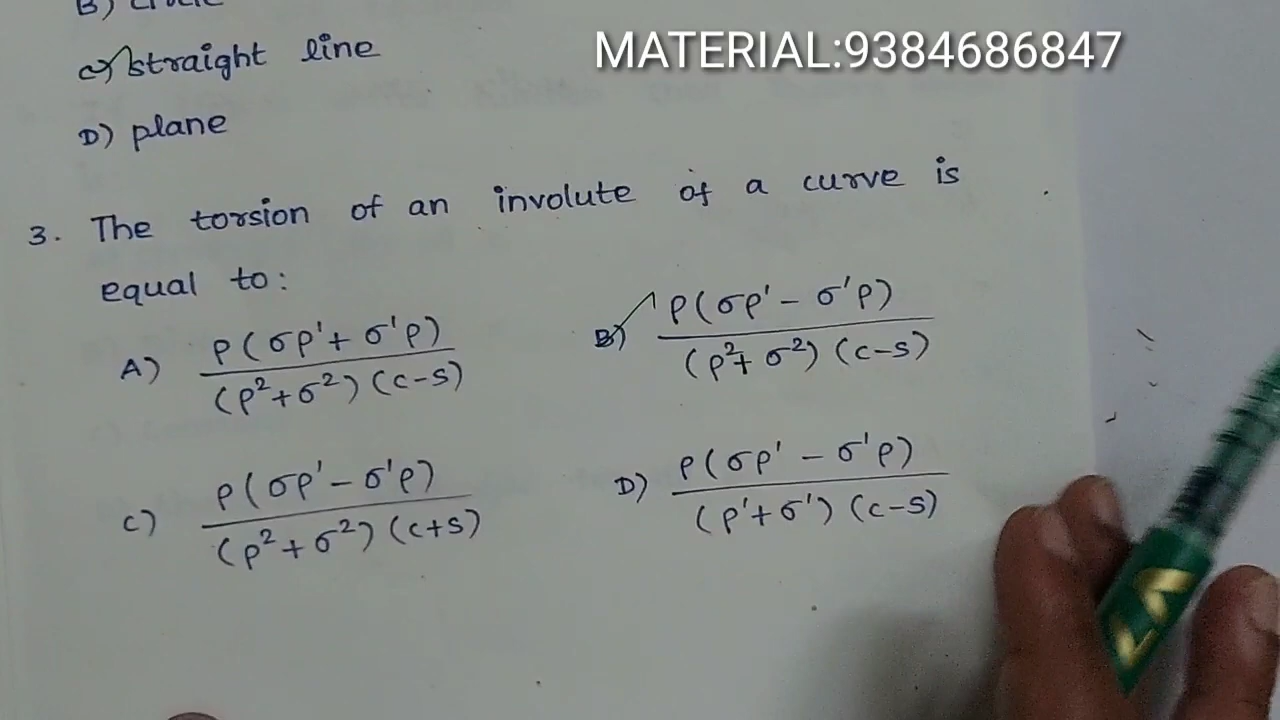 MATERIAL:9384686847
c) straight line
D) plane
3. The torsion of an involute of a curve is
equal to:
A) ρ(σρ' + σ'ρ) / (ρ²+σ²)(c-s)
B) ρ(σρ' - σ'ρ) / (ρ²+σ²)(c-s)
C) ρ(σρ' - σ'ρ) / (ρ²+σ²)(c+s)
D) ρ(σρ' - σ'ρ) / (ρ'+σ')(c-s)